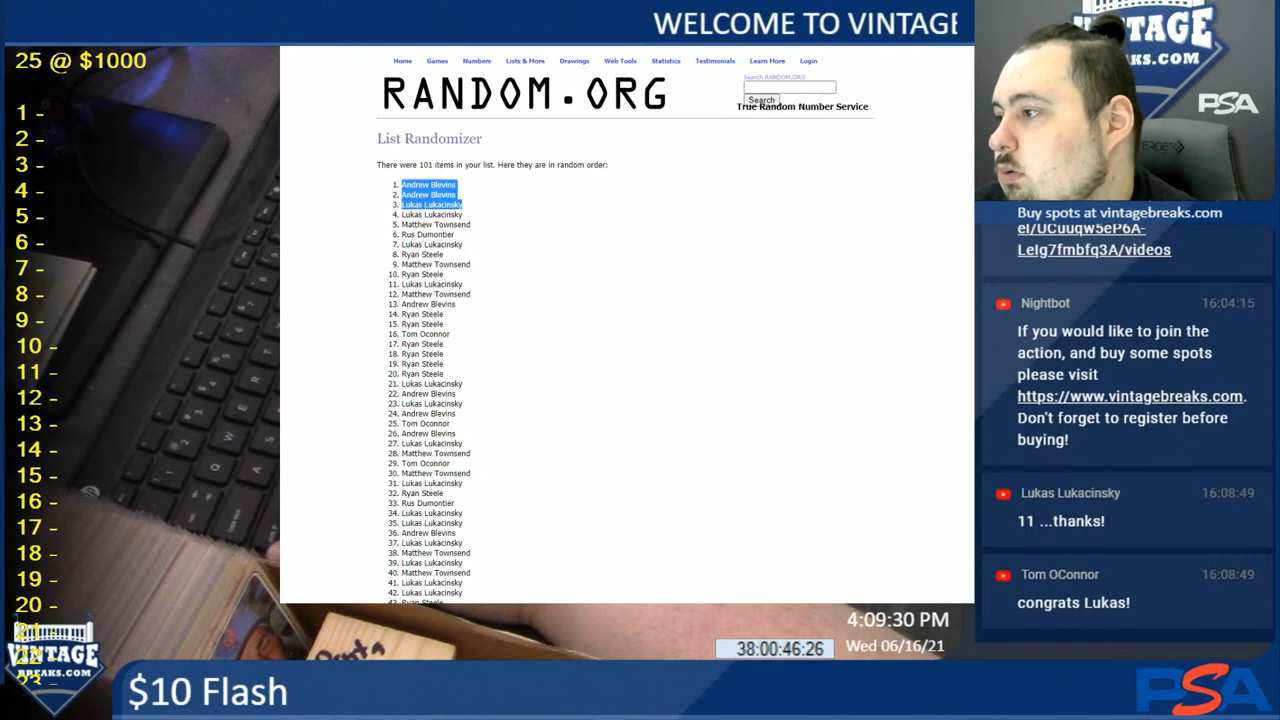 WELCOME TO VINTAGE
25 @ $1000
1 -
2 -
3 -
4 -
5 -
6 -
7 -
8 -
9 -
10 -
11 -
12 -
13 -
14 -
15 -
16 -
17 -
18 -
19 -
20 -
21 -
22 -
23 -
Home Games Numbers Lists & More Drawings Web Tools Statistics Testimonials Learn More Login
RANDOM.ORG
Search RANDOM.ORG
Search
True Random Number Service
List Randomizer
There were 101 items in your list. Here they are in random order:
1. Andrew Blevins
2. Andrew Blevins
3. Lukas Lukacinsky
4. Lukas Lukacinsky
5. Matthew Townsend
6. Rus Dumontier
7. Lukas Lukacinsky
8. Ryan Steele
9. Matthew Townsend
10. Ryan Steele
11. Lukas Lukacinsky
12. Matthew Townsend
13. Andrew Blevins
14. Ryan Steele
15. Ryan Steele
16. Tom Oconnor
17. Ryan Steele
18. Ryan Steele
19. Ryan Steele
20. Ryan Steele
21. Lukas Lukacinsky
22. Andrew Blevins
23. Lukas Lukacinsky
24. Andrew Blevins
25. Tom Oconnor
26. Andrew Blevins
27. Lukas Lukacinsky
28. Matthew Townsend
29. Tom Oconnor
30. Matthew Townsend
31. Lukas Lukacinsky
32. Ryan Steele
33. Rus Dumontier
34. Lukas Lukacinsky
35. Lukas Lukacinsky
36. Andrew Blevins
37. Lukas Lukacinsky
38. Matthew Townsend
39. Lukas Lukacinsky
40. Matthew Townsend
41. Lukas Lukacinsky
42. Lukas Lukacinsky
43. Ryan Steele
VINTAGE
BREAKS.COM
PSA
Buy spots at vintagebreaks.com
el/UCuuqw5eP6A-
LeIg7fmbfq3A/videos
Nightbot 16:04:15
If you would like to join the
action, and buy some spots
please visit
https://www.vintagebreaks.com.
Don't forget to register before
buying!
Lukas Lukacinsky 16:08:49
11 ...thanks!
Tom OConnor 16:08:49
congrats Lukas!
4:09:30 PM
38:00:46:26
Wed 06/16/21
VINTAGE
BREAKS.COM
$10 Flash
PSA